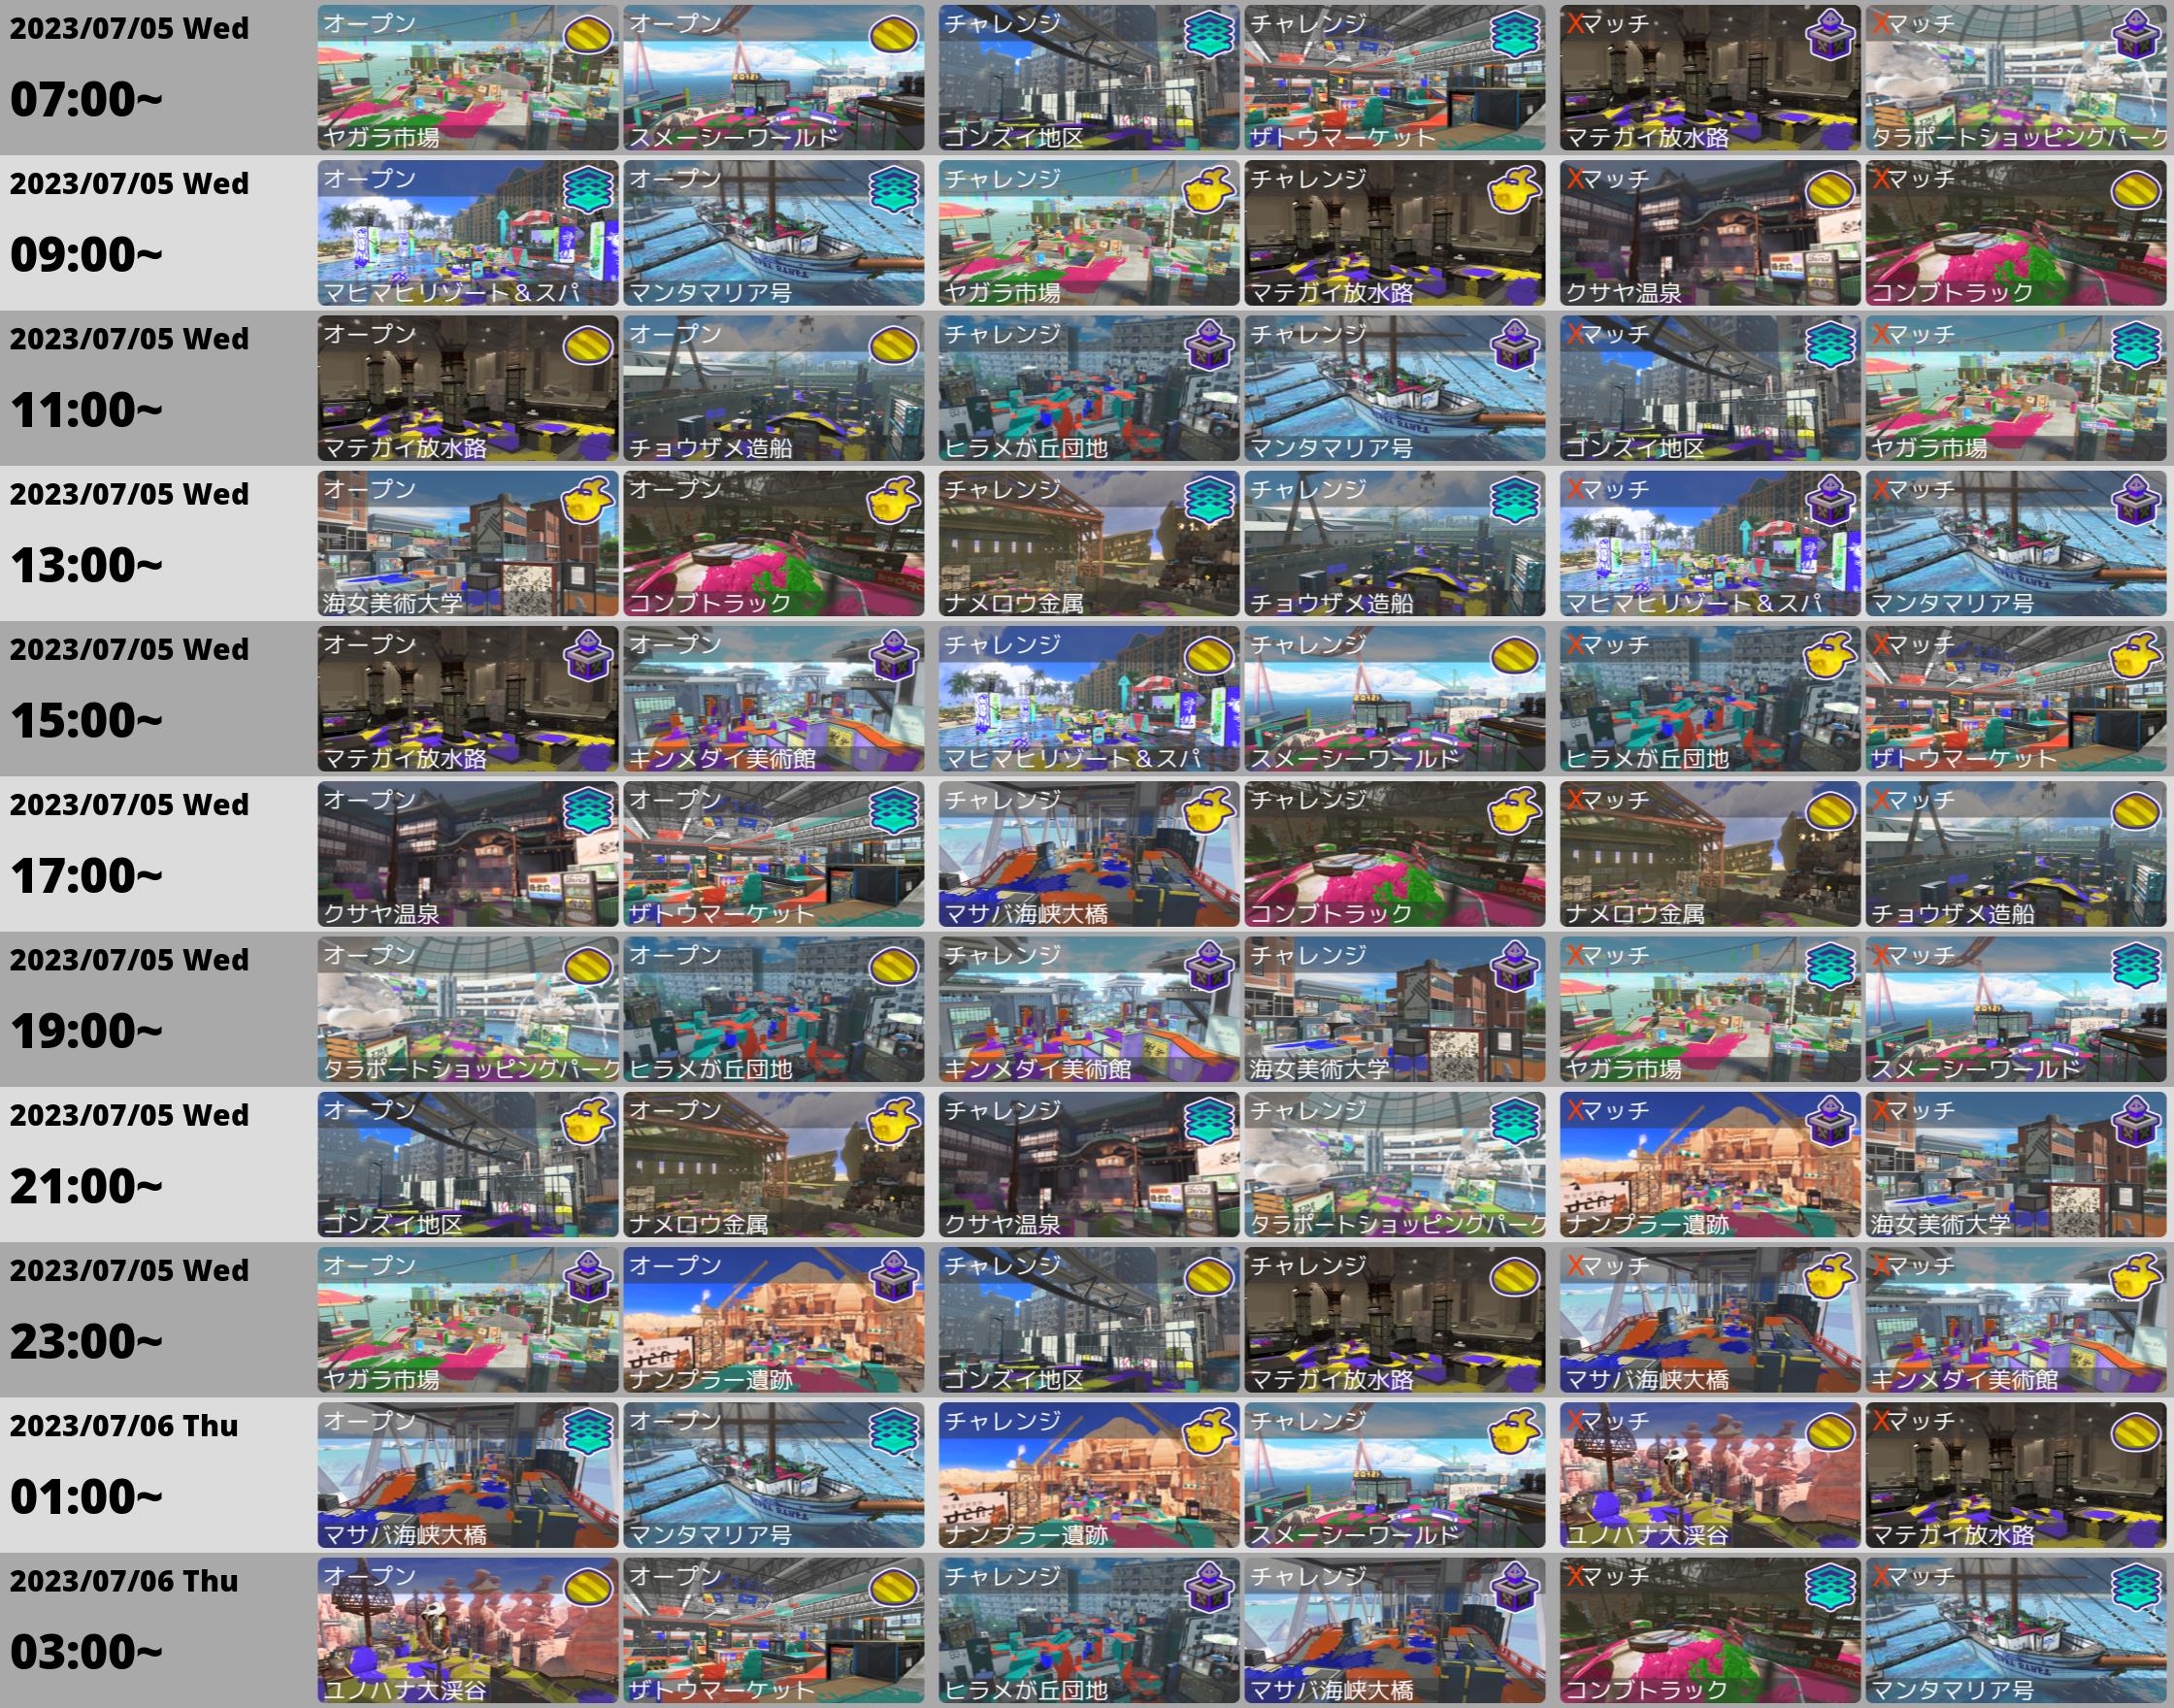 2023/07/05 Wed
07:00~
オープン オープン チャレンジ チャレンジ Xマッチ Xマッチ
ヤガラ市場 スメーシーワールド ゴンズイ地区 ザトウマーケット マテガイ放水路 タラポートショッピングパーク
2023/07/05 Wed
09:00~
オープン オープン チャレンジ チャレンジ Xマッチ Xマッチ
マヒマヒリゾート&スパ マンタマリア号 ヤガラ市場 マテガイ放水路 クサヤ温泉 コンブトラック
2023/07/05 Wed
11:00~
オープン オープン チャレンジ チャレンジ Xマッチ Xマッチ
マテガイ放水路 チョウザメ造船 ヒラメが丘団地 マンタマリア号 ゴンズイ地区 ヤガラ市場
2023/07/05 Wed
13:00~
オープン オープン チャレンジ チャレンジ Xマッチ Xマッチ
海女美術大学 コンブトラック ナメロウ金属 チョウザメ造船 マヒマヒリゾート&スパ マンタマリア号
2023/07/05 Wed
15:00~
オープン オープン チャレンジ チャレンジ Xマッチ Xマッチ
マテガイ放水路 キンメダイ美術館 マヒマヒリゾート&スパ スメーシーワールド ヒラメが丘団地 ザトウマーケット
2023/07/05 Wed
17:00~
オープン オープン チャレンジ チャレンジ Xマッチ Xマッチ
クサヤ温泉 ザトウマーケット マサバ海峡大橋 コンブトラック ナメロウ金属 チョウザメ造船
2023/07/05 Wed
19:00~
オープン オープン チャレンジ チャレンジ Xマッチ Xマッチ
タラポートショッピングパーク ヒラメが丘団地 キンメダイ美術館 海女美術大学 ヤガラ市場 スメーシーワールド
2023/07/05 Wed
21:00~
オープン オープン チャレンジ チャレンジ Xマッチ Xマッチ
ゴンズイ地区 ナメロウ金属 クサヤ温泉 タラポートショッピングパーク ナンプラー遺跡 海女美術大学
2023/07/05 Wed
23:00~
オープン オープン チャレンジ チャレンジ Xマッチ Xマッチ
ヤガラ市場 ナンプラー遺跡 ゴンズイ地区 マテガイ放水路 マサバ海峡大橋 キンメダイ美術館
2023/07/06 Thu
01:00~
オープン オープン チャレンジ チャレンジ Xマッチ Xマッチ
マサバ海峡大橋 マンタマリア号 ナンプラー遺跡 スメーシーワールド ユノハナ大渓谷 マテガイ放水路
2023/07/06 Thu
03:00~
オープン オープン チャレンジ チャレンジ Xマッチ Xマッチ
ユノハナ大渓谷 ザトウマーケット ヒラメが丘団地 マサバ海峡大橋 コンブトラック マンタマリア号